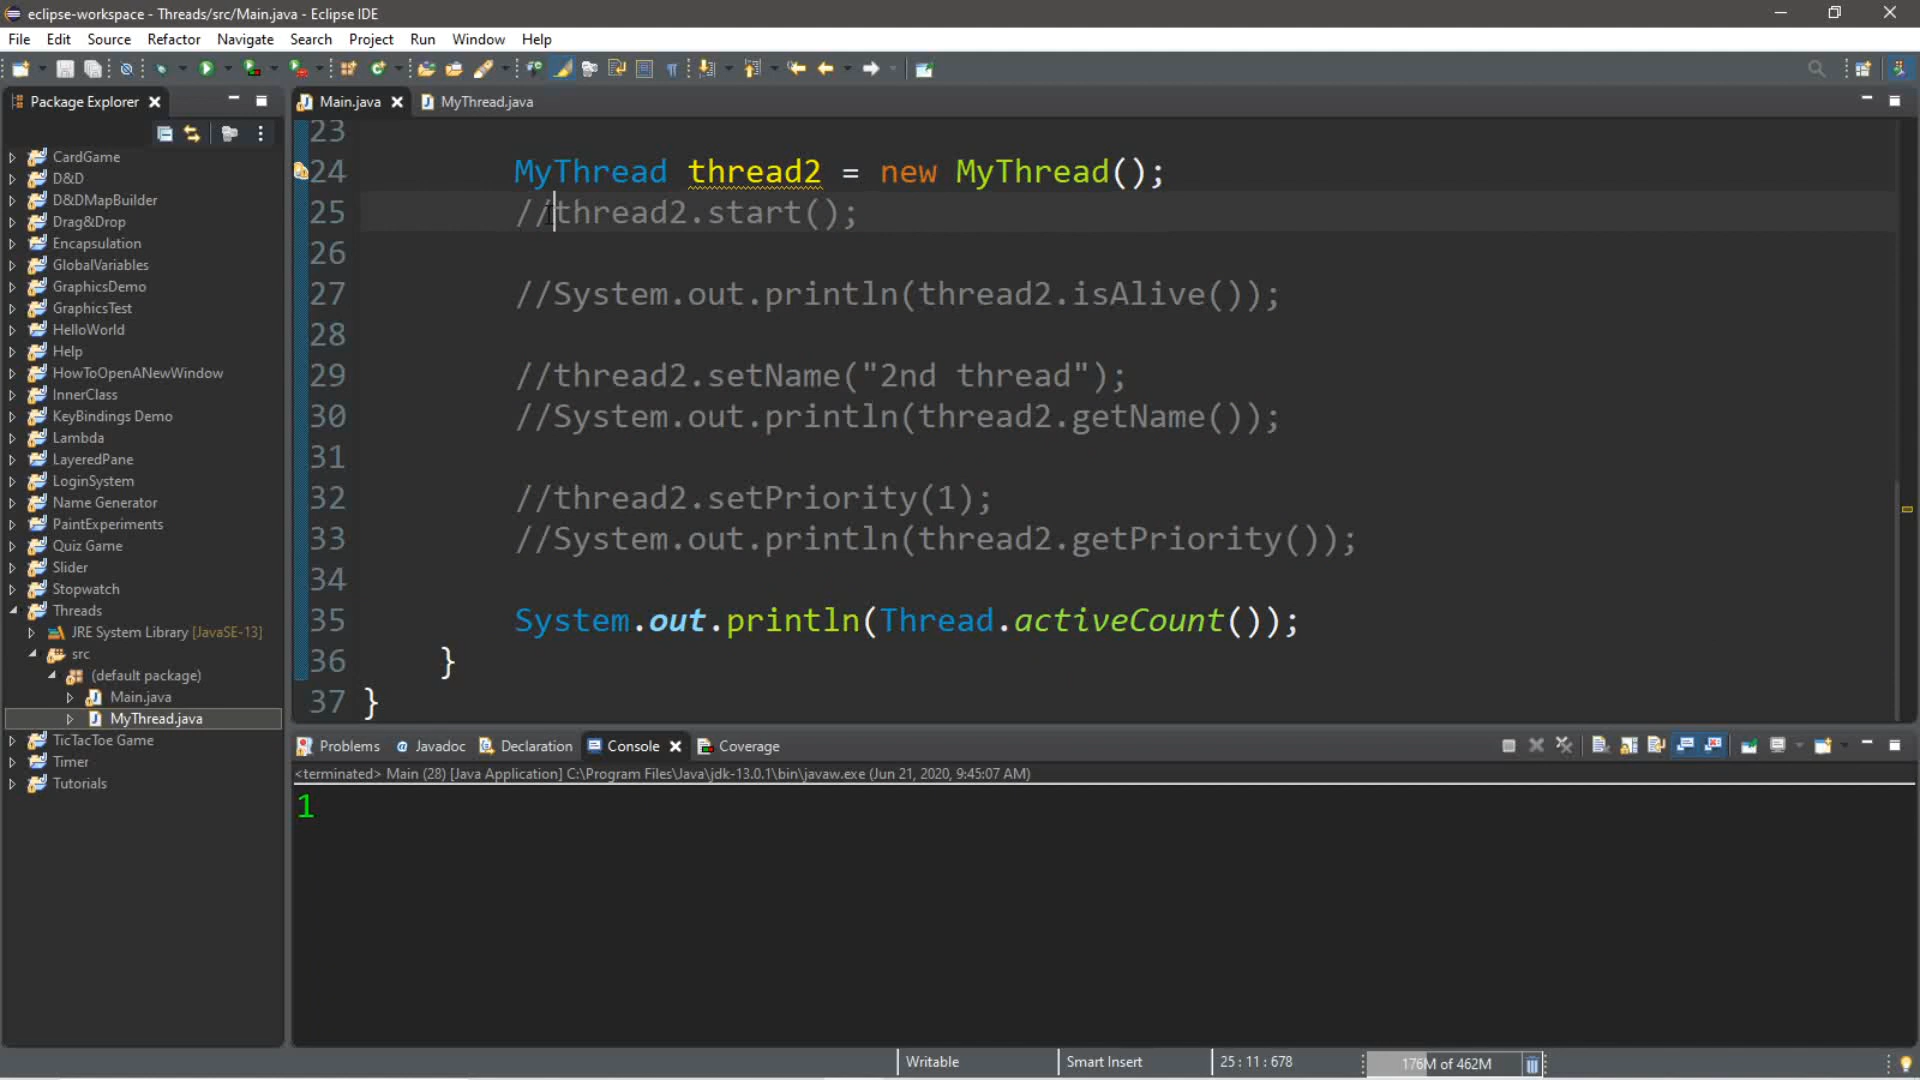 eclipse-workspace - Threads/src/Main.java - Eclipse IDE
File Edit Source Refactor Navigate Search Project Run Window Help
Package Explorer
Main.java
MyThread.java
CardGame
D&D
D&DMapBuilder
Drag&Drop
Encapsulation
GlobalVariables
GraphicsDemo
GraphicsTest
HelloWorld
Help
HowToOpenANewWindow
InnerClass
KeyBindings Demo
Lambda
LayeredPane
LoginSystem
Name Generator
PaintExperiments
Quiz Game
Slider
Stopwatch
Threads
JRE System Library [JavaSE-13]
src
(default package)
Main.java
MyThread.java
TicTacToe Game
Timer
Tutorials
23
24 MyThread thread2 = new MyThread();
25 //thread2.start();
26
27 //System.out.println(thread2.isAlive());
28
29 //thread2.setName("2nd thread");
30 //System.out.println(thread2.getName());
31
32 //thread2.setPriority(1);
33 //System.out.println(thread2.getPriority());
34
35 System.out.println(Thread.activeCount());
36 }
37 }
Problems @ Javadoc Declaration Console Coverage
<terminated> Main (28) [Java Application] C:\Program Files\Java\jdk-13.0.1\bin\javaw.exe (Jun 21, 2020, 9:45:07 AM)
1
Writable Smart Insert 25 : 11 : 678 176M of 462M